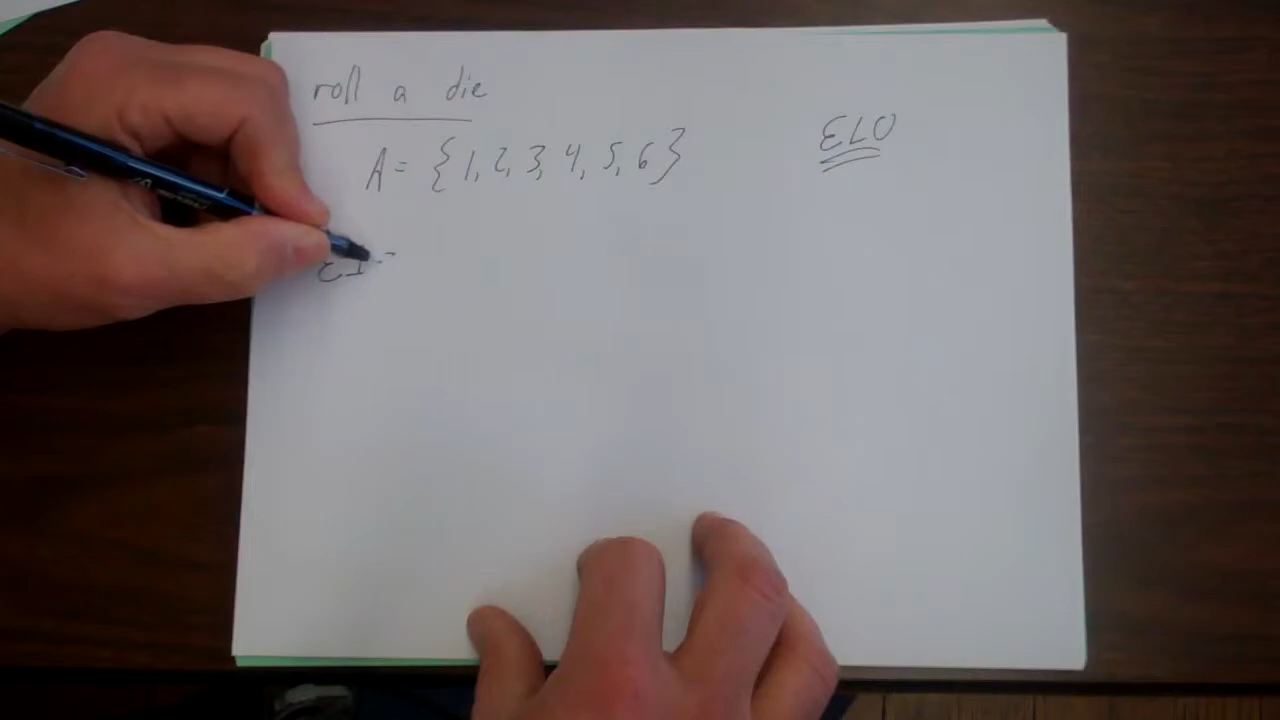 roll a die
A = {1, 2, 3, 4, 5, 6}
ELO